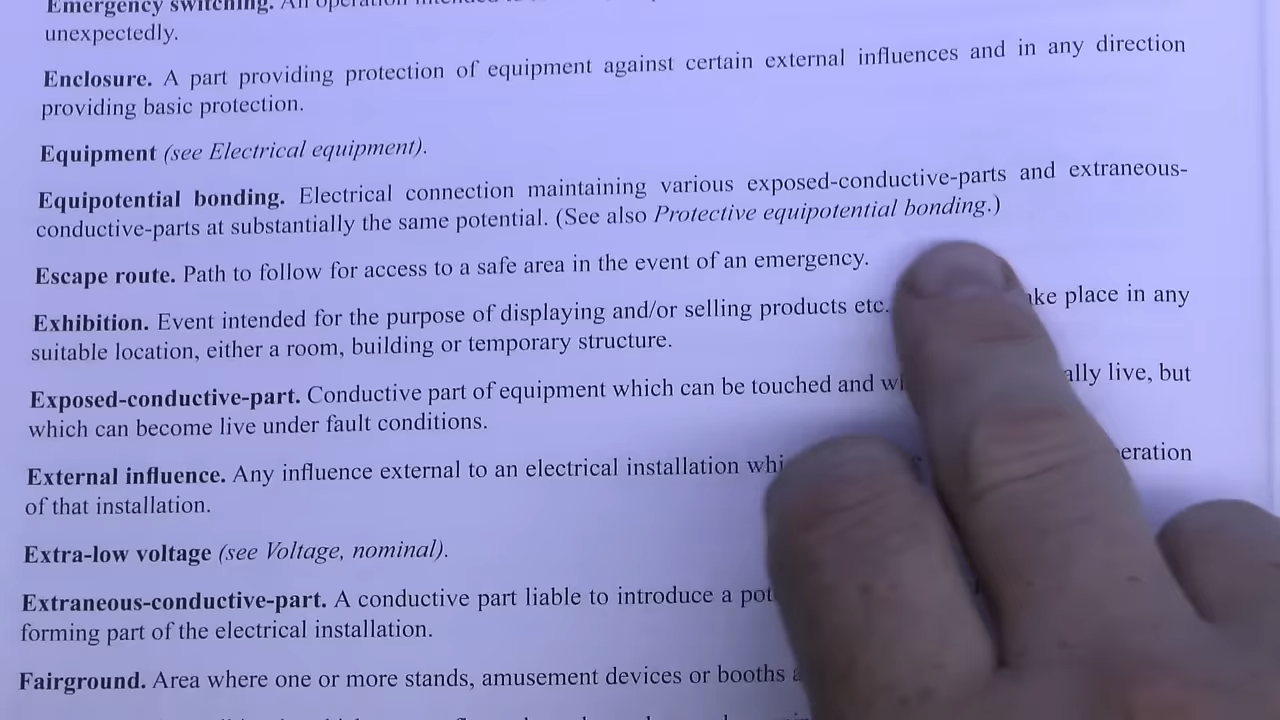 Emergency switching. An operation intended to
unexpectedly.
Enclosure. A part providing protection of equipment against certain external influences and in any direction
providing basic protection.
Equipment (see Electrical equipment).
Equipotential bonding. Electrical connection maintaining various exposed-conductive-parts and extraneous-
conductive-parts at substantially the same potential. (See also Protective equipotential bonding.)
Escape route. Path to follow for access to a safe area in the event of an emergency.
Exhibition. Event intended for the purpose of displaying and/or selling products etc. place in any
suitable location, either a room, building or temporary structure.
Exposed-conductive-part. Conductive part of equipment which can be touched and live, but
which can become live under fault conditions.
External influence. Any influence external to an electrical installation
of that installation.
Extra-low voltage (see Voltage, nominal).
Extraneous-conductive-part. A conductive part liable to introduce a
forming part of the electrical installation.
Fairground. Area where one or more stands, amusement devices or booths